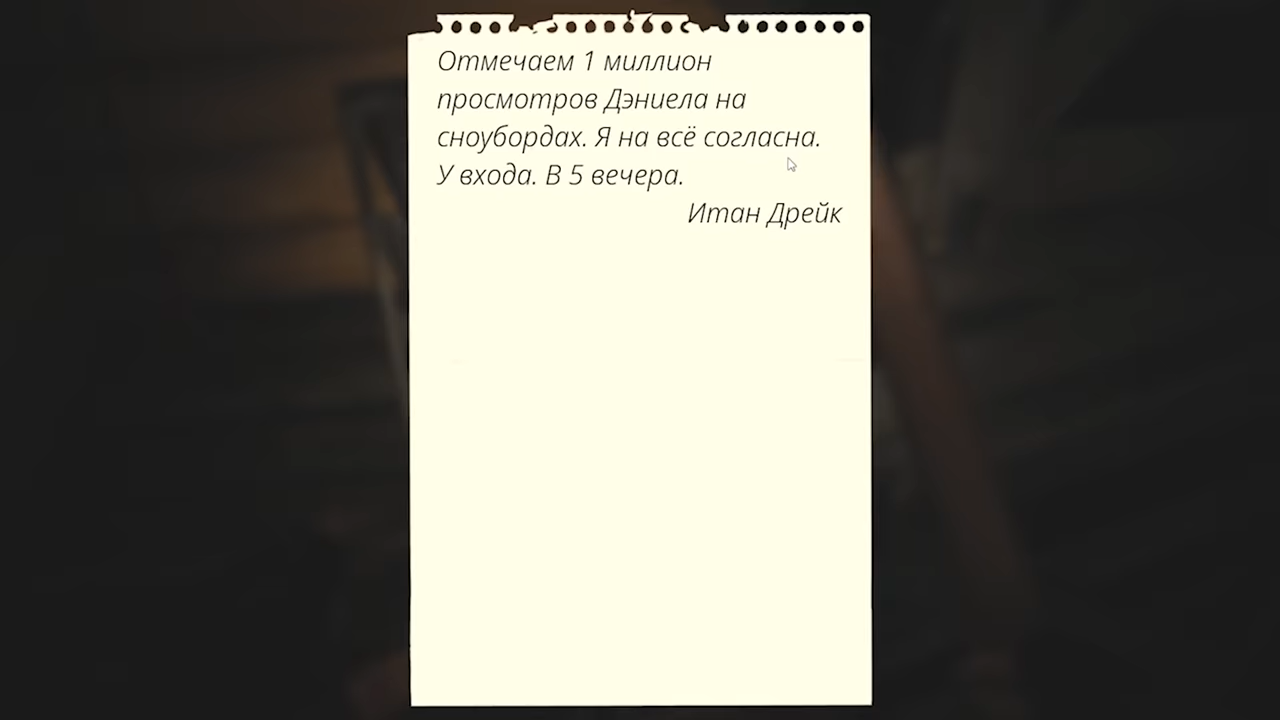 Отмечаем 1 миллион
просмотров Дэниела на
сноубордах. Я на всё согласна.
У входа. В 5 вечера.
Итан Дрейк